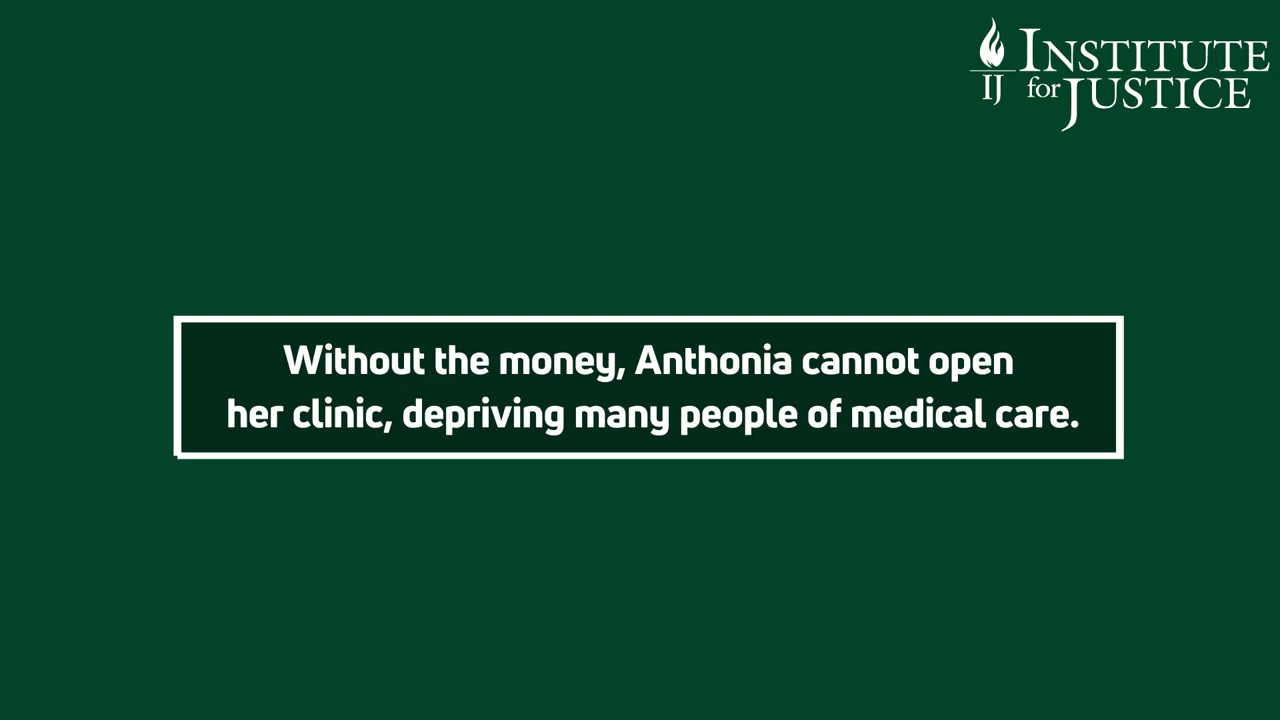 INSTITUTE
IJ for JUSTICE
Without the money, Anthonia cannot open
her clinic, depriving many people of medical care.